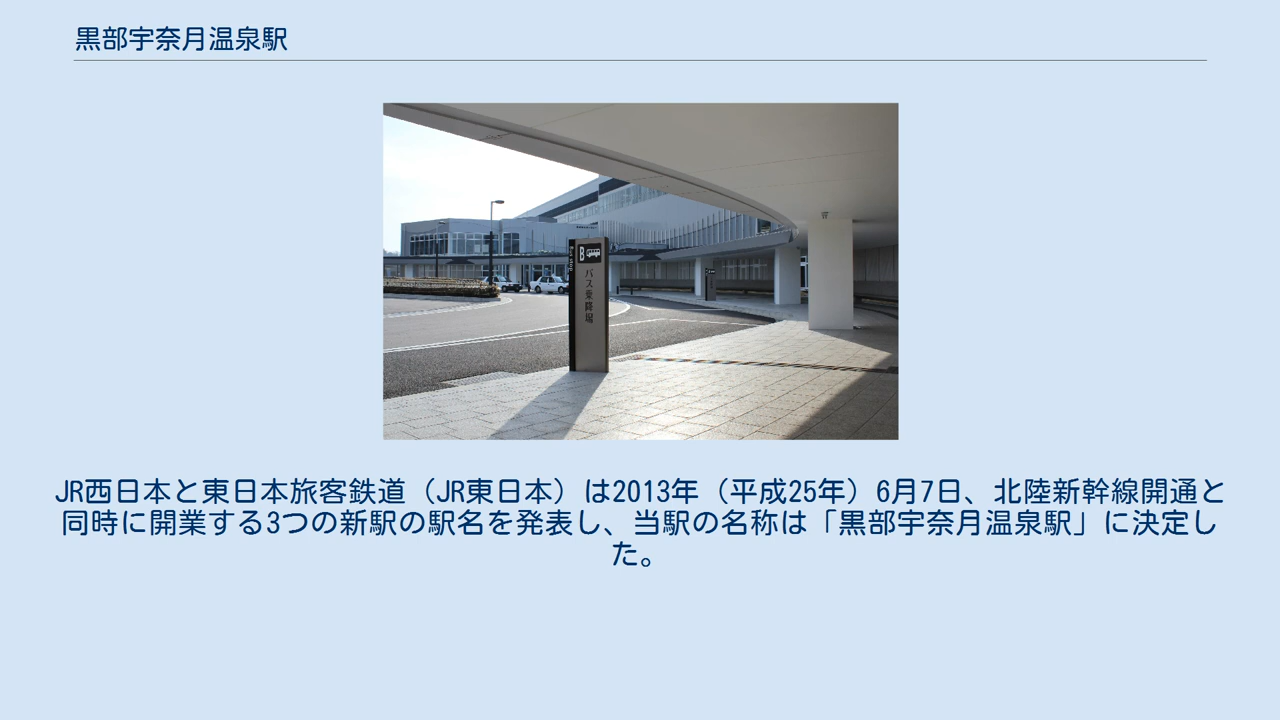 黒部宇奈月温泉駅
B
Bus stop
バス乗降場
JR西日本と東日本旅客鉄道（JR東日本）は2013年（平成25年）6月7日、北陸新幹線開通と
同時に開業する3つの新駅の駅名を発表し、当駅の名称は「黒部宇奈月温泉駅」に決定し
た。